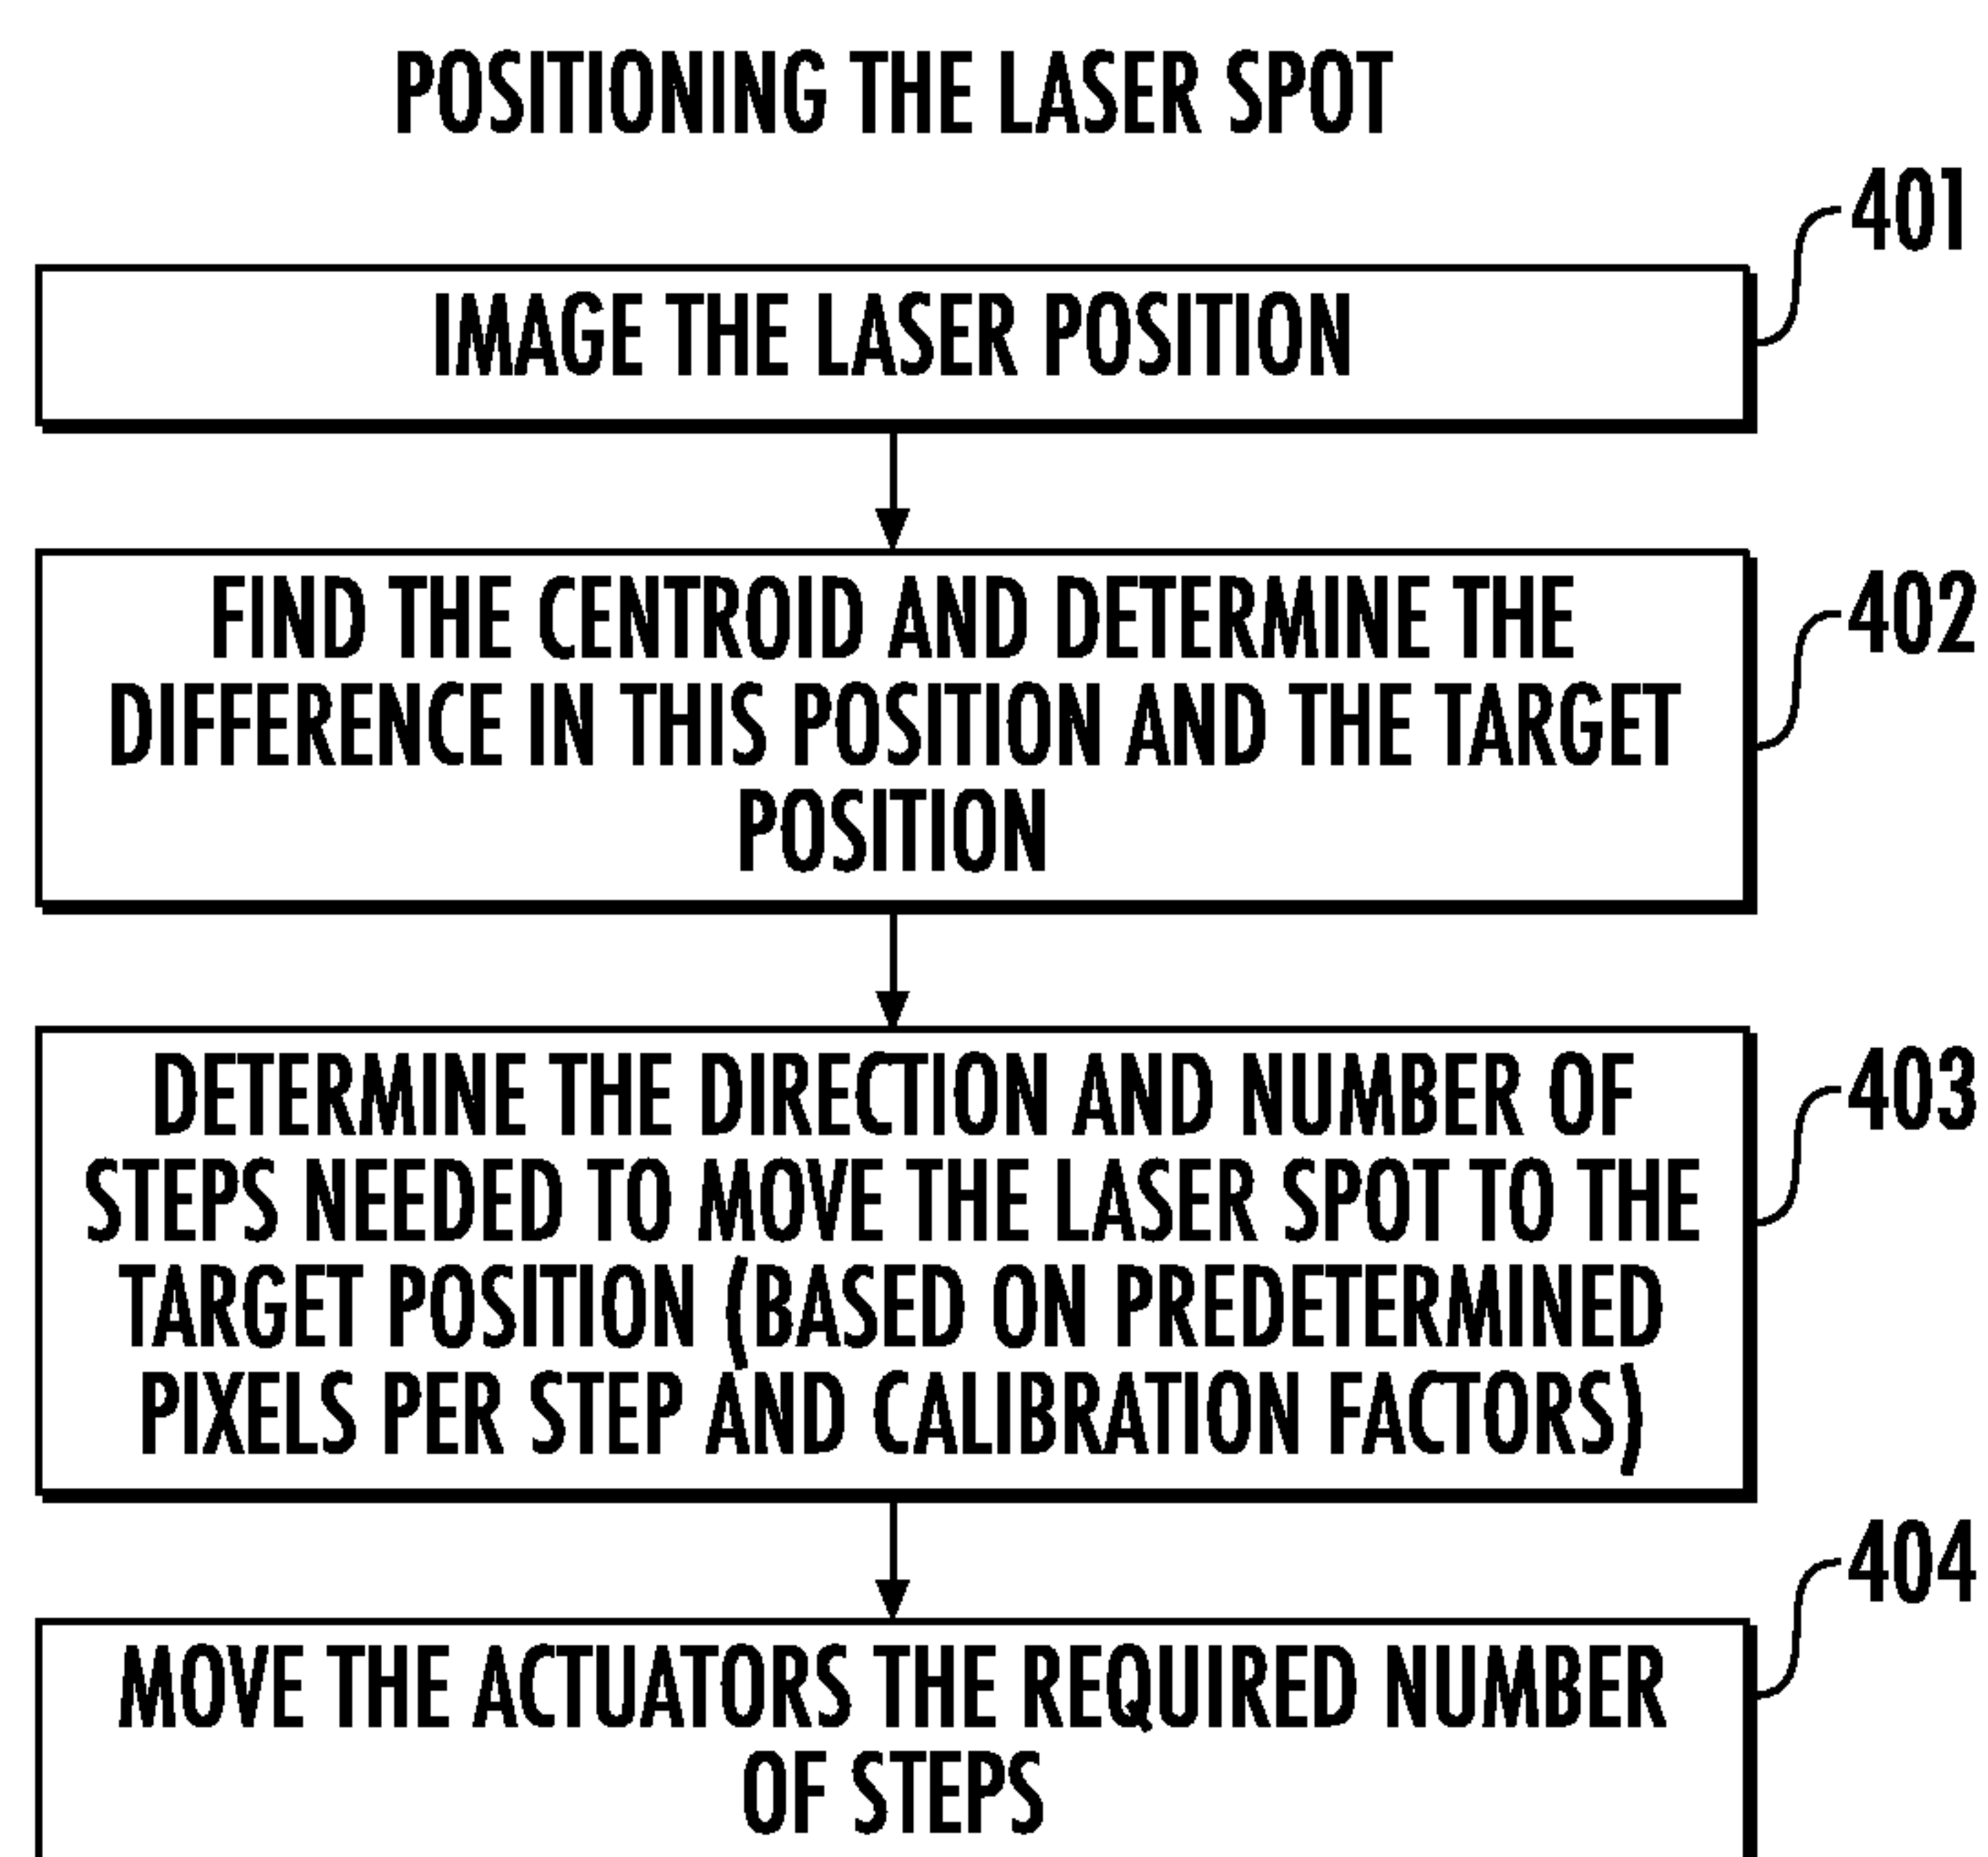 POSITIONING THE LASER SPOT
401
IMAGE THE LASER POSITION
402
FIND THE CENTROID AND DETERMINE THE
DIFFERENCE IN THIS POSITION AND THE TARGET
POSITION
403
DETERMINE THE DIRECTION AND NUMBER OF
STEPS NEEDED TO MOVE THE LASER SPOT TO THE
TARGET POSITION (BASED ON PREDETERMINED
PIXELS PER STEP AND CALIBRATION FACTORS)
404
MOVE THE ACTUATORS THE REQUIRED NUMBER
OF STEPS